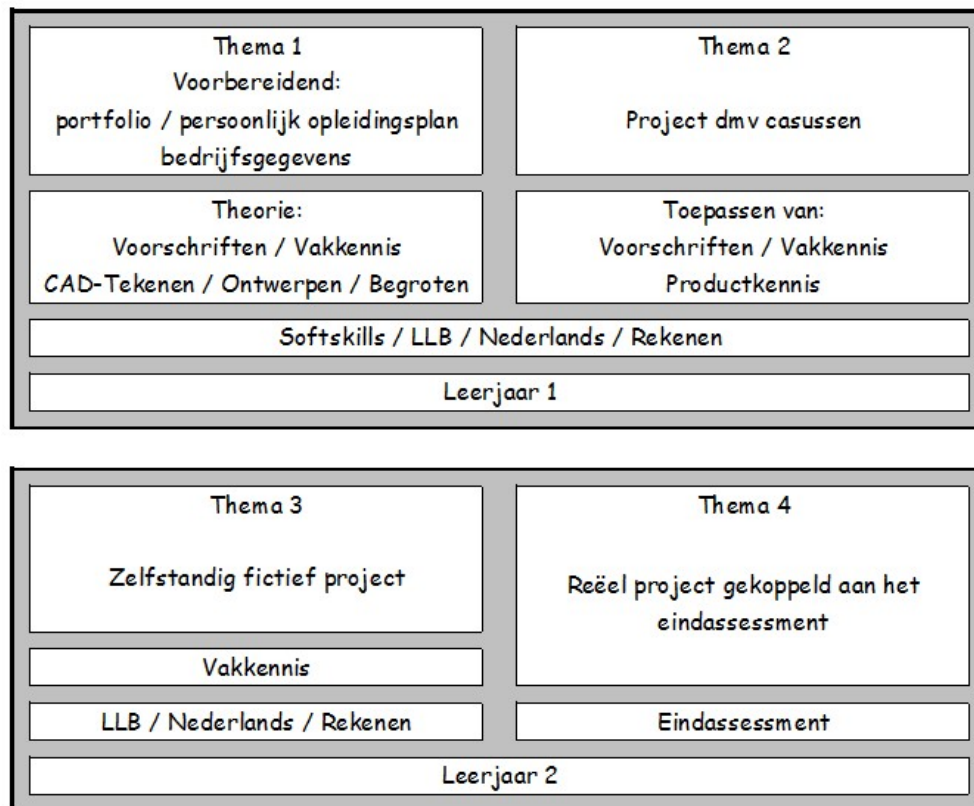 Thema 1
Voorbereidend:
portfolio / persoonlijk opleidingsplan
bedrijfsgegevens
Thema 2
Project dmv casussen
Theorie:
Voorschriften / Vakkennis
CAD-Tekenen / Ontwerpen / Begroten
Toepassen van:
Voorschriften / Vakkennis
Productkennis
Softskills / LLB / Nederlands / Rekenen
Leerjaar 1
Thema 3
Zelfstandig fictief project
Thema 4
Reëel project gekoppeld aan het
eindassessment
Vakkennis
LLB / Nederlands / Rekenen
Eindassessment
Leerjaar 2